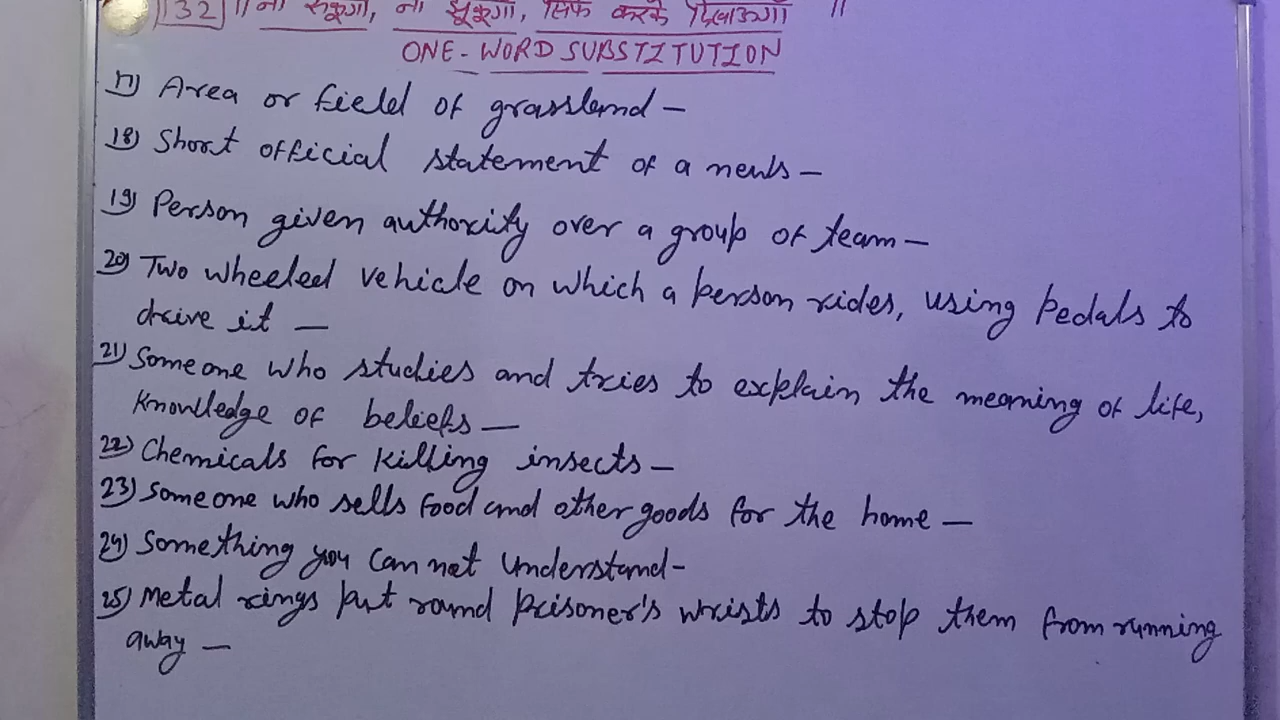 132 ॥ ना रुकूंगा, ना झुकूंगा, सिर्फ करके दिखाऊंगा ॥
ONE-WORD SUBSTITUTION
17) Area or field of grassland —
18) Short official statement of a news —
19) Person given authority over a group of team —
20) Two wheeled vehicle on which a person rides, using pedals to
drive it —
21) Someone who studies and tries to explain the meaning of life,
knowledge of beliefs —
22) Chemicals for killing insects —
23) Someone who sells food and other goods for the home —
24) Something you can not understand -
25) Metal rings put round prisoner's wrists to stop them from running
away —